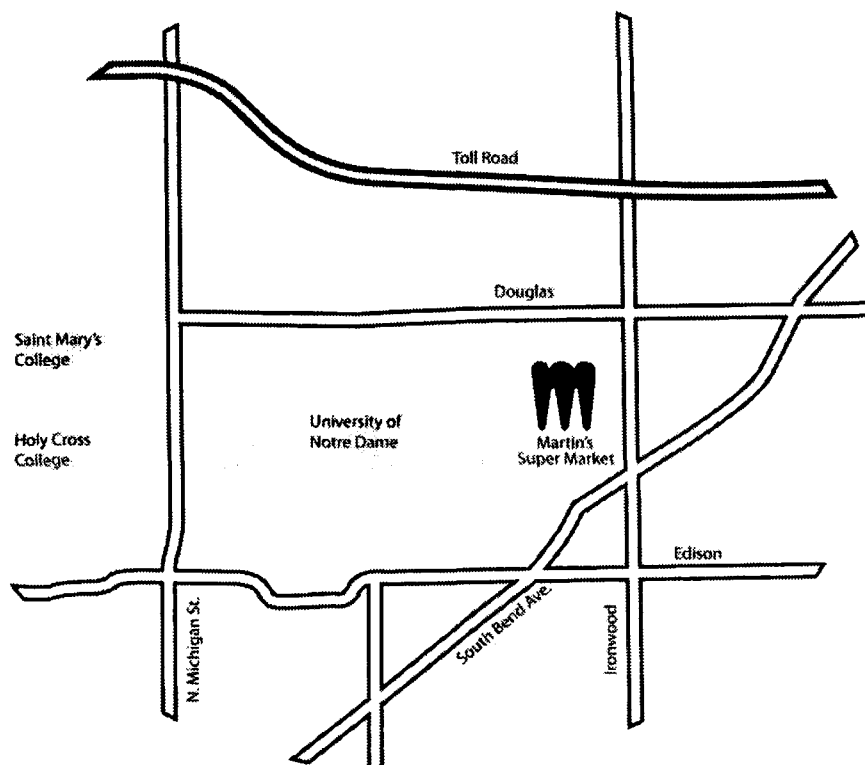 Toll Road
Douglas
Saint Mary's
College
University of
Notre Dame
Holy Cross
College
Martin's
Super Market
Edison
N. Michigan St.
South Bend Ave.
Ironwood